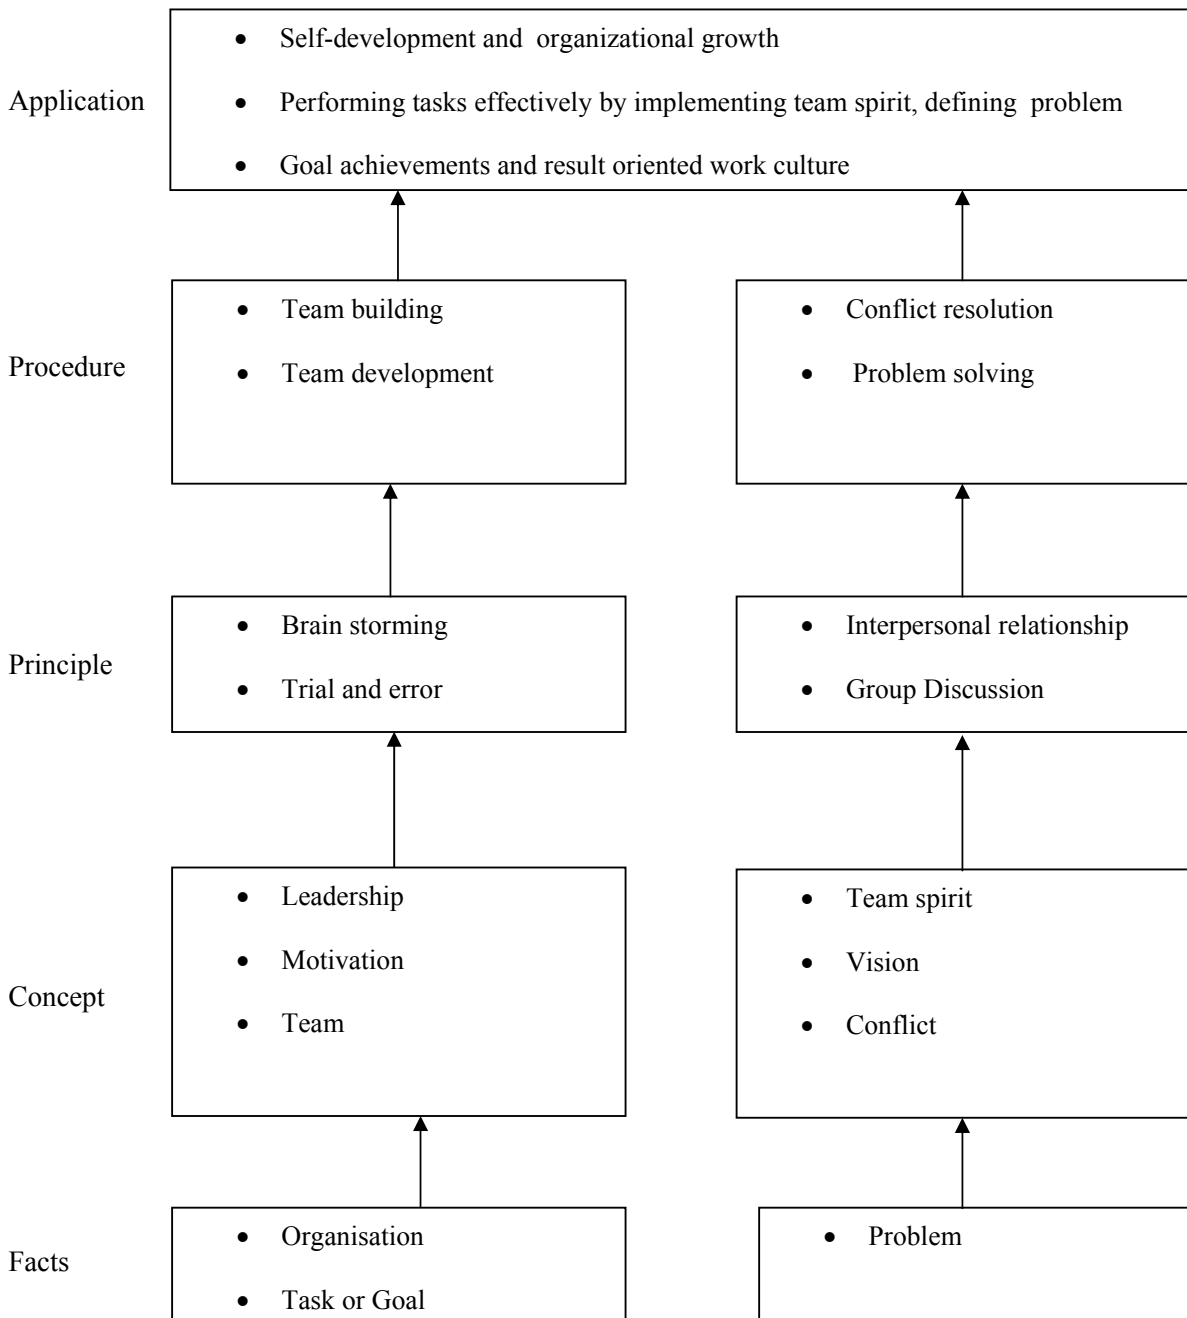 • Self-development and organizational growth
Application
• Performing tasks effectively by implementing team spirit, defining problem
• Goal achievements and result oriented work culture
Procedure
• Team building
• Team development
• Conflict resolution
• Problem solving
Principle
• Brain storming
• Trial and error
• Interpersonal relationship
• Group Discussion
Concept
• Leadership
• Motivation
• Team
• Team spirit
• Vision
• Conflict
Facts
• Organisation
• Task or Goal
• Problem